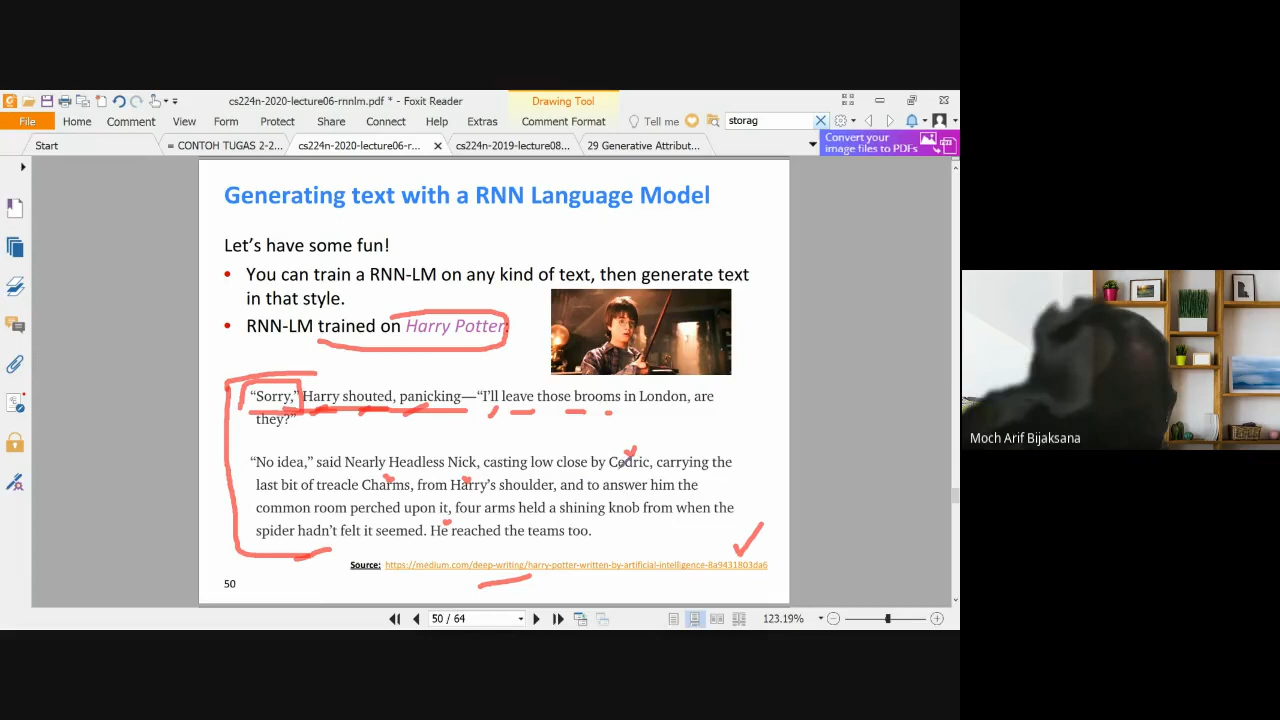 cs224n-2020-lecture06-rnnlm.pdf * - Foxit Reader
Drawing Tool
File Home Comment View Form Protect Share Connect Help Extras Comment Format Tell me storag
Start = CONTOH TUGAS 2-2... cs224n-2020-lecture06-r... cs224n-2019-lecture08... 29 Generative Attribut...
Convert your
image files to PDFs
Generating text with a RNN Language Model
Let's have some fun!
• You can train a RNN-LM on any kind of text, then generate text
in that style.
• RNN-LM trained on Harry Potter:
“Sorry,” Harry shouted, panicking—“I’ll leave those brooms in London, are
they?”
“No idea,” said Nearly Headless Nick, casting low close by Cedric, carrying the
last bit of treacle Charms, from Harry’s shoulder, and to answer him the
common room perched upon it, four arms held a shining knob from when the
spider hadn’t felt it seemed. He reached the teams too.
Source: https://medium.com/deep-writing/harry-potter-written-by-artificial-intelligence-8a9431803da6
50
50 / 64
123.19%
Moch Arif Bijaksana